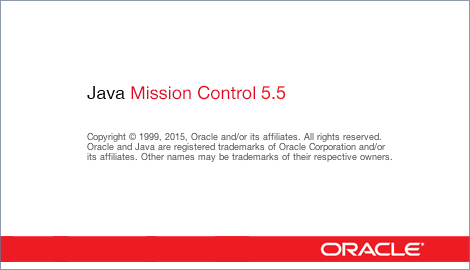 Java Mission Control 5.5
Copyright © 1999, 2015, Oracle and/or its affiliates. All rights reserved.
Oracle and Java are registered trademarks of Oracle Corporation and/or
its affiliates. Other names may be trademarks of their respective owners.
ORACLE®